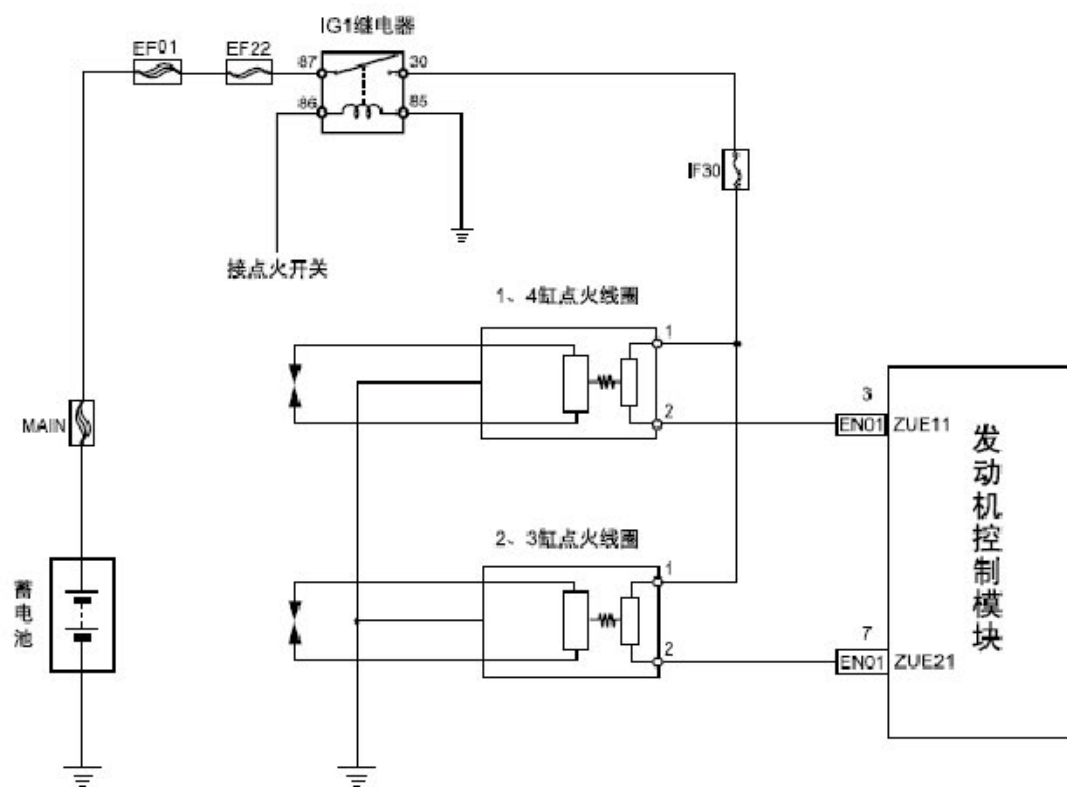 IG1继电器
EF01
EF22
87
30
86
85
IF30
接点火开关
1、4缸点火线圈
1
2
3
EN01
ZUE11
MAIN
发动机控制模块
2、3缸点火线圈
1
2
7
EN01
ZUE21
蓄电池